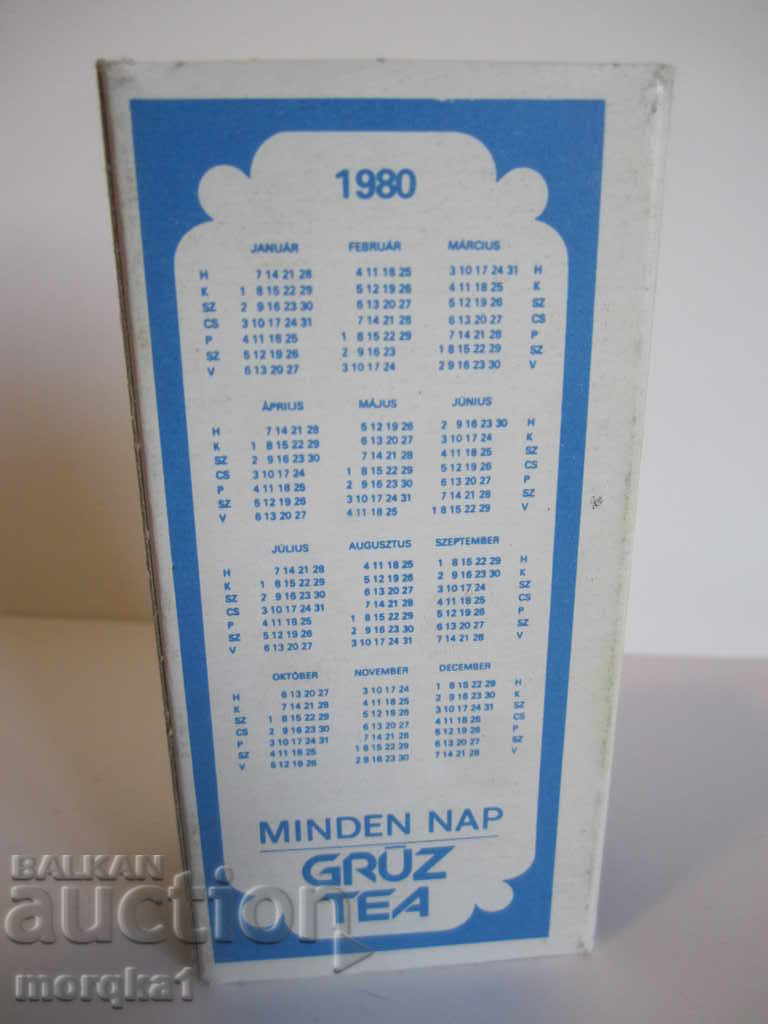 1980
JANUÁR FEBRUÁR MÁRCIUS
H 7 14 21 28 4 11 18 25 3 10 17 24 31 H
K 1 8 15 22 29 5 12 19 26 4 11 18 25 K
SZ 2 9 16 23 30 6 13 20 27 5 12 19 26 SZ
CS 3 10 17 24 31 7 14 21 28 6 13 20 27 CS
P 4 11 18 25 1 8 15 22 29 7 14 21 28 P
SZ 5 12 19 26 2 9 16 23 1 8 15 22 29 SZ
V 6 13 20 27 3 10 17 24 2 9 16 23 30 V
ÁPRILIS MÁJUS JÚNIUS
H 7 14 21 28 5 12 19 26 2 9 16 23 30 H
K 1 8 15 22 29 6 13 20 27 3 10 17 24 K
SZ 2 9 16 23 30 7 14 21 28 4 11 18 25 SZ
CS 3 10 17 24 1 8 15 22 29 5 12 19 26 CS
P 4 11 18 25 2 9 16 23 30 6 13 20 27 P
SZ 5 12 19 26 3 10 17 24 31 7 14 21 28 SZ
V 6 13 20 27 4 11 18 25 1 8 15 22 29 V
JÚLIUS AUGUSZTUS SZEPTEMBER
H 7 14 21 28 4 11 18 25 1 8 15 22 29 H
K 1 8 15 22 29 5 12 19 26 2 9 16 23 30 K
SZ 2 9 16 23 30 6 13 20 27 3 10 17 24 SZ
CS 3 10 17 24 31 7 14 21 28 4 11 18 25 CS
P 4 11 18 25 1 8 15 22 29 5 12 19 26 P
SZ 5 12 19 26 2 9 16 23 30 6 13 20 27 SZ
V 6 13 20 27 3 10 17 24 31 7 14 21 28 V
OKTÓBER NOVEMBER DECEMBER
H 6 13 20 27 3 10 17 24 1 8 15 22 29 H
K 7 14 21 28 4 11 18 25 2 9 16 23 30 K
SZ 1 8 15 22 29 5 12 19 26 3 10 17 24 31 SZ
CS 2 9 16 23 30 6 13 20 27 4 11 18 25 CS
P 3 10 17 24 31 7 14 21 28 5 12 19 26 P
SZ 4 11 18 25 1 8 15 22 29 6 13 20 27 SZ
V 5 12 19 26 2 9 16 23 30 7 14 21 28 V
MINDEN NAP
GRŪZ
TEA
BALKAN
auction
morqka1